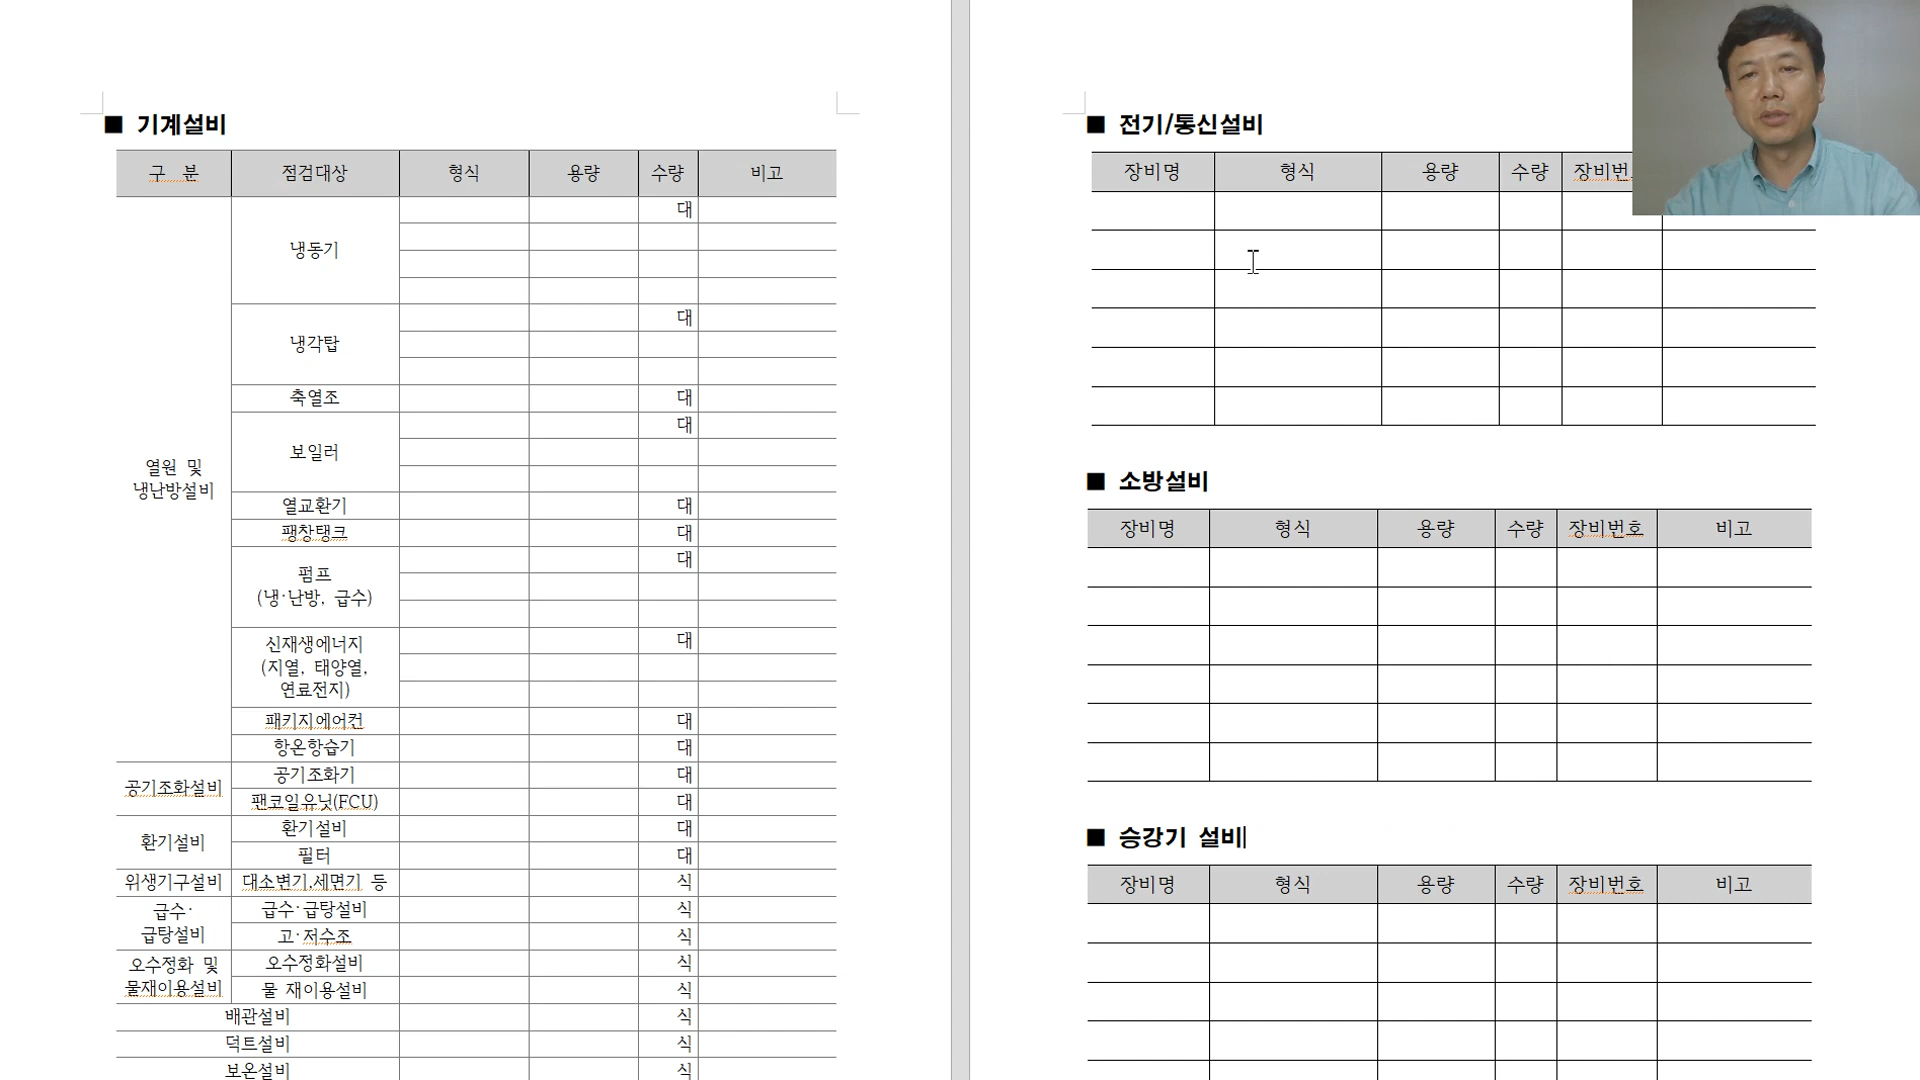 ■ 기계설비
구 분 점검대상 형식 용량 수량 비고
열원 및
냉난방설비
냉동기 대
냉각탑 대
축열조 대
보일러 대
열교환기 대
팽창탱크 대
펌프 대
(냉·난방, 급수)
신재생에너지 대
(지열, 태양열,
연료전지)
패키지에어컨 대
항온항습기 대
공기조화설비
공기조화기 대
팬코일유닛(FCU) 대
환기설비
환기설비 대
필터 대
위생기구설비 대소변기,세면기 등 식
급수·
급탕설비
급수·급탕설비 식
고·저수조 식
오수정화 및
물재이용설비
오수정화설비 식
물 재이용설비 식
배관설비 식
덕트설비 식
보온설비 식
■ 전기/통신설비
장비명 형식 용량 수량 장비번
■ 소방설비
장비명 형식 용량 수량 장비번호 비고
■ 승강기 설비
장비명 형식 용량 수량 장비번호 비고